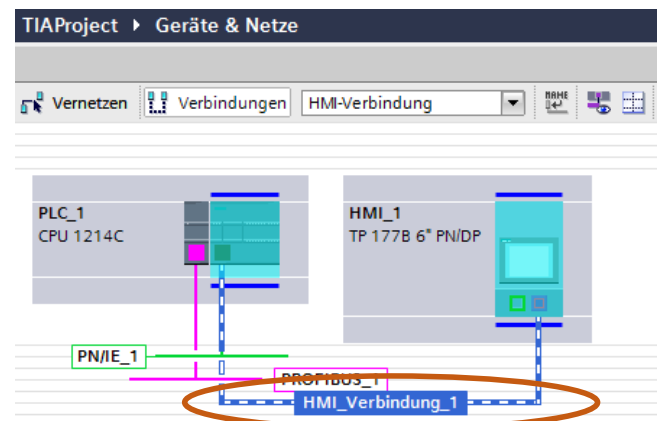 TIAProject ▸ Geräte & Netze
Vernetzen Verbindungen HMI-Verbindung NAME
PLC_1
CPU 1214C
HMI_1
TP 177B 6" PN/DP
PN/IE_1
PROFIBUS_1
HMI_Verbindung_1